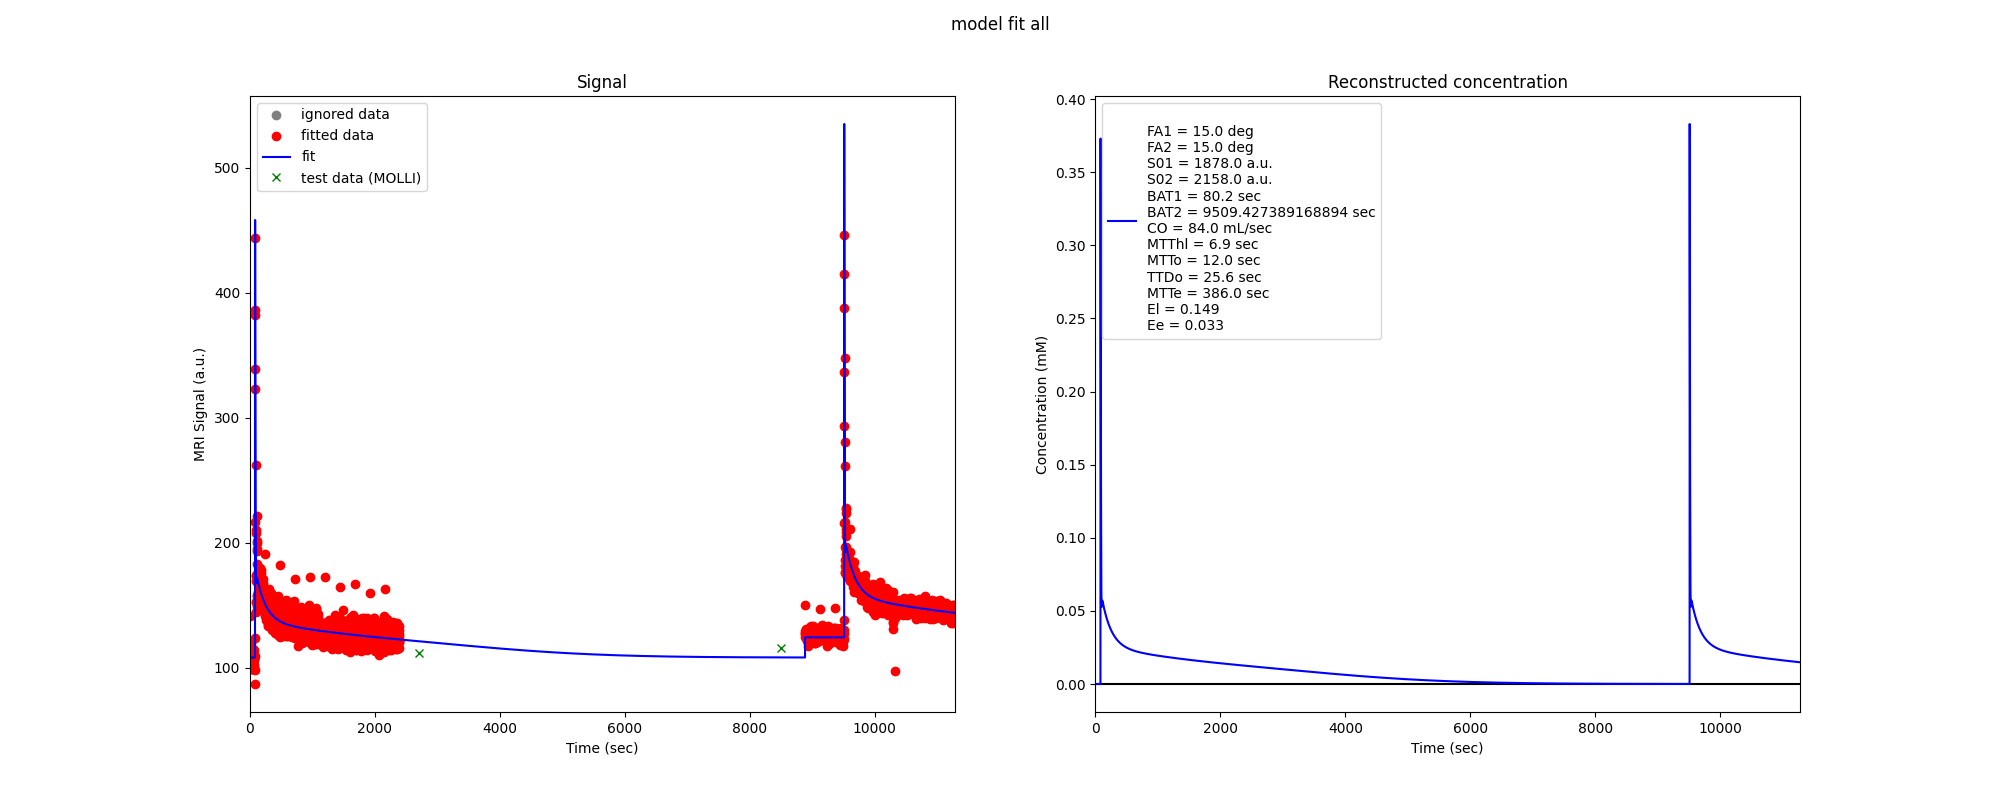 model fit all
Signal
500
400
300
200
100
MRI Signal (a.u.)
ignored data
fitted data
fit
test data (MOLLI)
0
2000
4000
6000
8000
10000
Time (sec)
Reconstructed concentration
0.40
0.35
0.30
0.25
0.20
0.15
0.10
0.05
0.00
Concentration (mM)
FA1 = 15.0 deg
FA2 = 15.0 deg
S01 = 1878.0 a.u.
S02 = 2158.0 a.u.
BAT1 = 80.2 sec
BAT2 = 9509.427389168894 sec
CO = 84.0 mL/sec
MTThl = 6.9 sec
MTTo = 12.0 sec
TTDo = 25.6 sec
MTTe = 386.0 sec
El = 0.149
Ee = 0.033
0
2000
4000
6000
8000
10000
Time (sec)